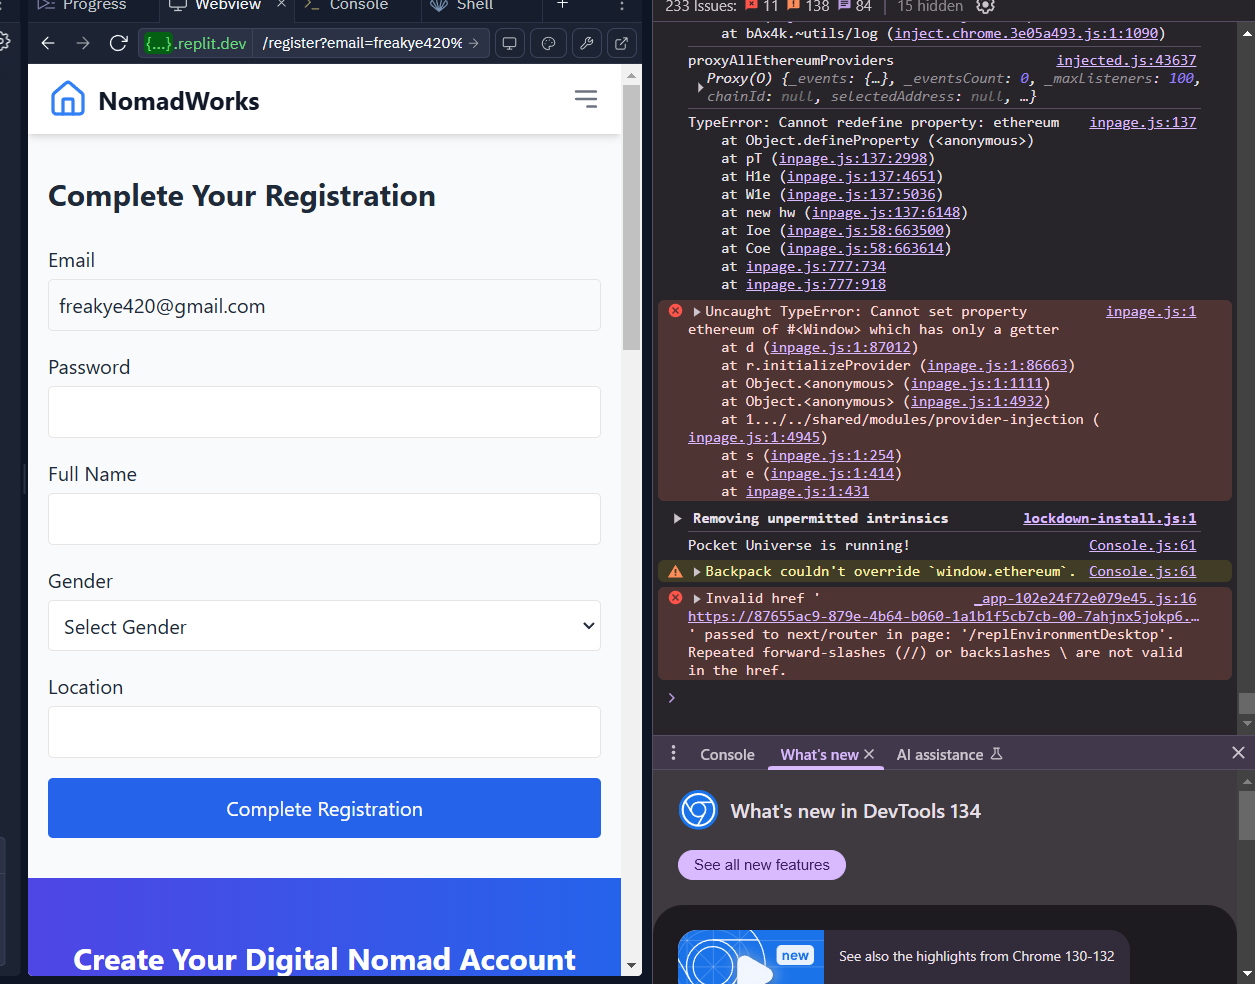 Progress
Webview
Console
Shell
{...}.replit.dev
/register?email=freakye420%
NomadWorks
Complete Your Registration
Email
freakye420@gmail.com
Password
Full Name
Gender
Select Gender
Location
Complete Registration
Create Your Digital Nomad Account
233 Issues: 11 138 84 15 hidden
at bAx4k.~utils/log (inject.chrome.3e05a493.js:1:1090)
proxyAllEthereumProviders injected.js:43637
Proxy(O) {_events: {…}, _eventsCount: 0, _maxListeners: 100,
chainId: null, selectedAddress: null, …}
TypeError: Cannot redefine property: ethereum inpage.js:137
at Object.defineProperty (<anonymous>)
at pT (inpage.js:137:2998)
at H1e (inpage.js:137:4651)
at W1e (inpage.js:137:5036)
at new hw (inpage.js:137:6148)
at Ioe (inpage.js:58:663500)
at Coe (inpage.js:58:663614)
at inpage.js:777:734
at inpage.js:777:918
Uncaught TypeError: Cannot set property inpage.js:1
ethereum of #<Window> which has only a getter
at d (inpage.js:1:87012)
at r.initializeProvider (inpage.js:1:86663)
at Object.<anonymous> (inpage.js:1:1111)
at Object.<anonymous> (inpage.js:1:4932)
at 1.../../shared/modules/provider-injection (
inpage.js:1:4945)
at s (inpage.js:1:254)
at e (inpage.js:1:414)
at inpage.js:1:431
Removing unpermitted intrinsics lockdown-install.js:1
Pocket Universe is running! Console.js:61
Backpack couldn't override `window.ethereum`. Console.js:61
Invalid href ' _app-102e24f72e079e45.js:16
https://87655ac9-879e-4b64-b060-1a1b1f5cb7cb-00-7ahjnx5jokp6.…
' passed to next/router in page: '/replEnvironmentDesktop'.
Repeated forward-slashes (//) or backslashes \ are not valid
in the href.
Console
What's new
AI assistance
What's new in DevTools 134
See all new features
new
See also the highlights from Chrome 130-132